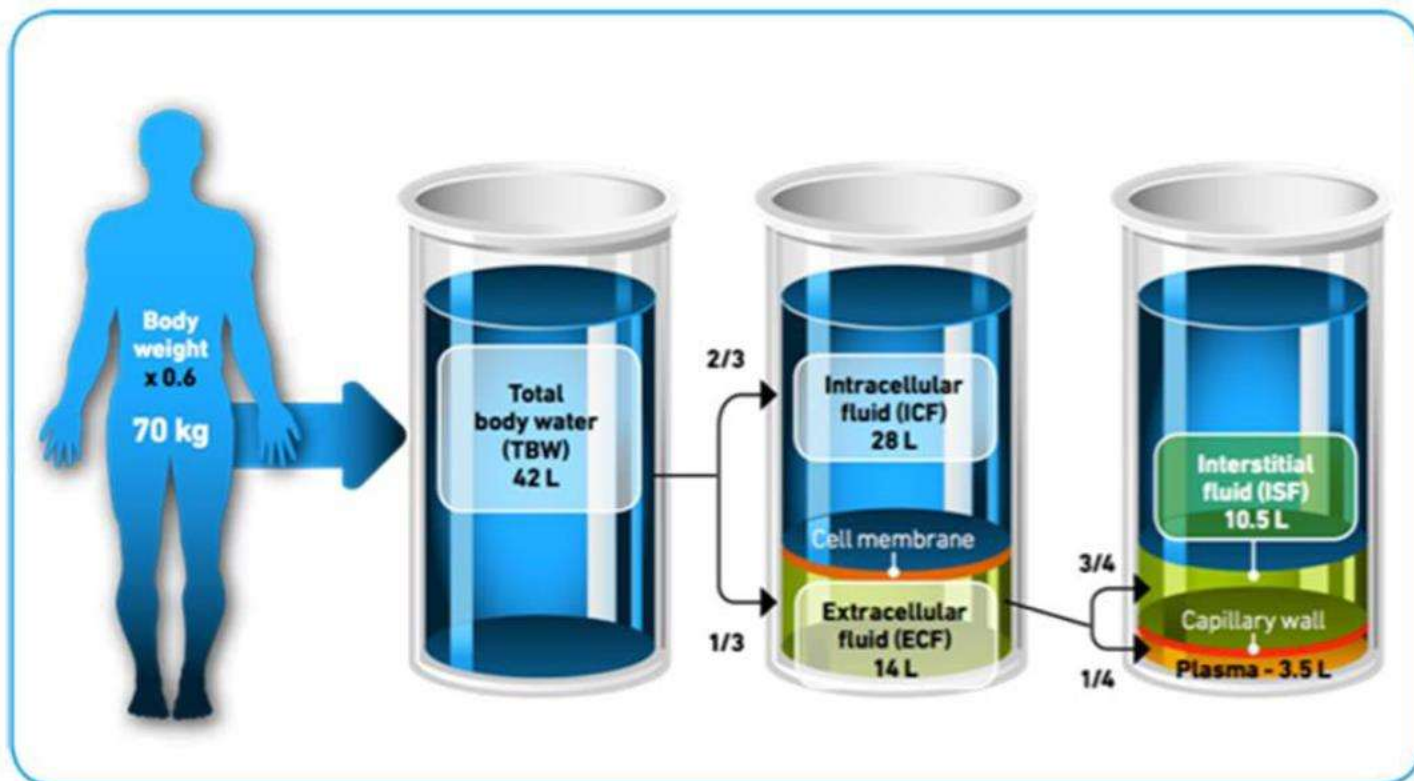 Body
weight
x 0.6
70 kg
Total
body water
(TBW)
42 L
2/3
1/3
Intracellular
fluid (ICF)
28 L
Cell membrane
Extracellular
fluid (ECF)
14 L
3/4
1/4
Interstitial
fluid (ISF)
10.5 L
Capillary wall
Plasma - 3.5 L